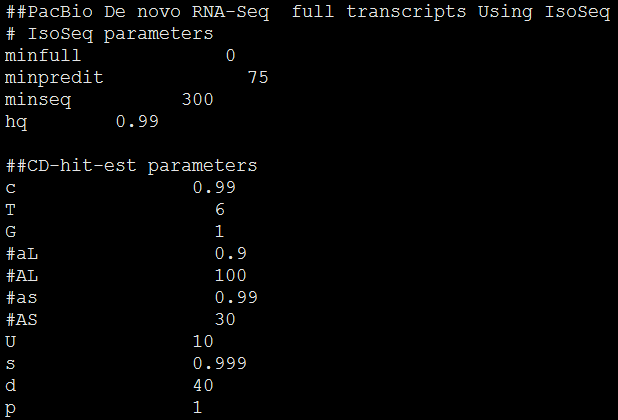 ##PacBio De novo RNA-Seq  full transcripts Using IsoSeq
# IsoSeq parameters
minfull             0
minpredit             75
minseq          300
hq        0.99

##CD-hit-est parameters
c                0.99
T                  6
G                  1
#aL                0.9
#AL                100
#as                0.99
#AS                30
U                10
s                0.999
d                40
p                1